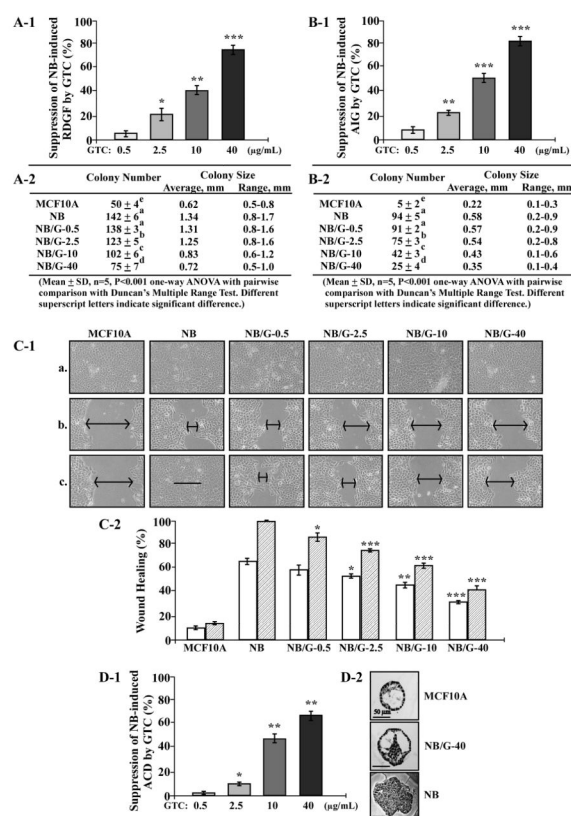 A-1
Suppression of NB-induced
RDGF by GTC (%)
100
80
60
40
20
0
*
**
***
GTC: 0.5 2.5 10 40 (µg/mL)
B-1
Suppression of NB-induced
AIG by GTC (%)
100
80
60
40
20
0
**
***
***
GTC: 0.5 2.5 10 40 (µg/mL)
A-2
Colony Number Colony Size
Average, mm Range, mm
MCF10A 50 ± 4 e 0.62 0.5-0.8
NB 142 ± 6 a 1.34 0.8-1.7
NB/G-0.5 138 ± 3 a 1.31 0.8-1.6
NB/G-2.5 123 ± 5 b 1.25 0.8-1.6
NB/G-10 102 ± 6 c 0.83 0.6-1.2
NB/G-40 75 ± 7 d 0.72 0.5-1.0
(Mean ± SD, n=5, P<0.001 one-way ANOVA with pairwise
comparison with Duncan's Multiple Range Test. Different
superscript letters indicate significant difference.)
B-2
Colony Number Colony Size
Average, mm Range, mm
MCF10A 5 ± 2 e 0.22 0.1-0.3
NB 94 ± 5 a 0.58 0.2-0.9
NB/G-0.5 91 ± 2 a 0.57 0.2-0.9
NB/G-2.5 75 ± 3 b 0.54 0.2-0.8
NB/G-10 42 ± 3 c 0.43 0.1-0.6
NB/G-40 25 ± 4 d 0.35 0.1-0.4
(Mean ± SD, n=5, P<0.001 one-way ANOVA with pairwise
comparison with Duncan's Multiple Range Test. Different
superscript letters indicate significant difference.)
C-1
MCF10A NB NB/G-0.5 NB/G-2.5 NB/G-10 NB/G-40
a.
b.
c.
C-2
Wound Healing (%)
100
80
60
40
20
0
*
* ***
** ***
*** ***
MCF10A NB NB/G-0.5 NB/G-2.5 NB/G-10 NB/G-40
D-1
Suppression of NB-induced
ACD by GTC (%)
100
80
60
40
20
0
*
**
**
GTC: 0.5 2.5 10 40 (µg/mL)
D-2
50 µm
MCF10A
NB/G-40
NB